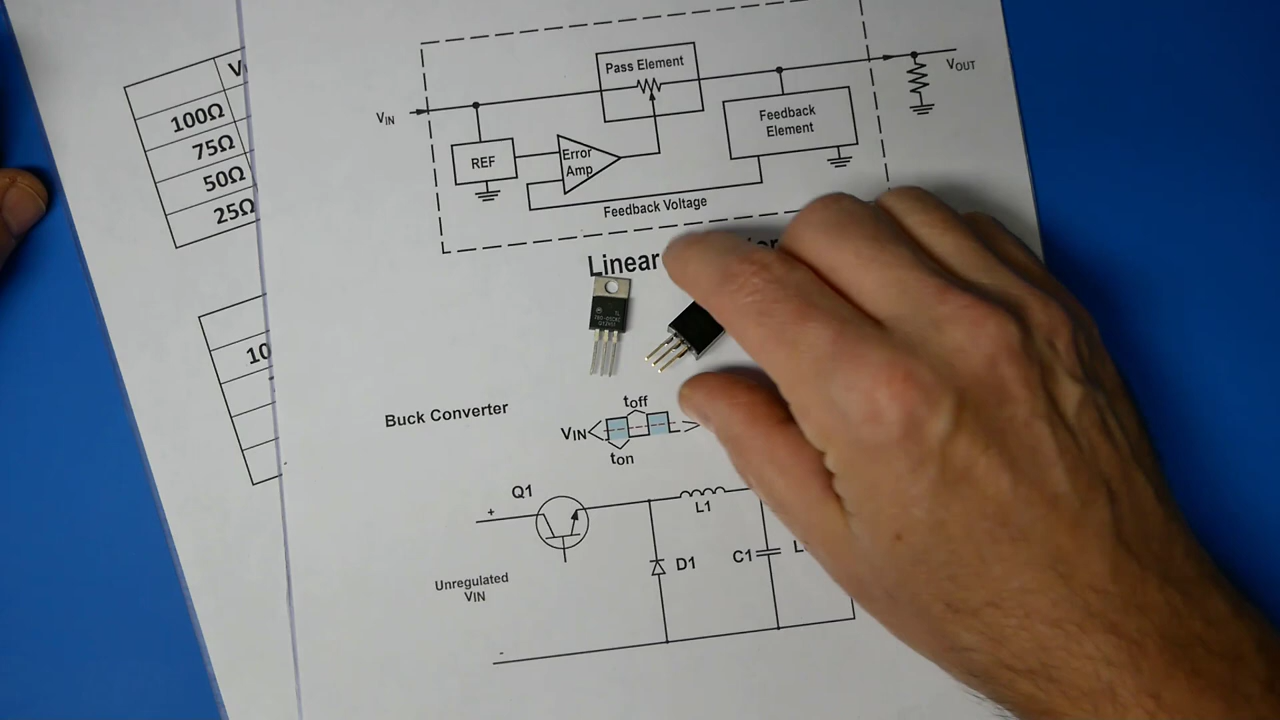 V
100Ω
75Ω
50Ω
25Ω
10
VIN
Pass Element
REF
Error
Amp
Feedback
Element
VOUT
Feedback Voltage
Linear
Buck Converter
toff
VIN
ton
Q1
+
L1
D1
C1
L
Unregulated
VIN
-